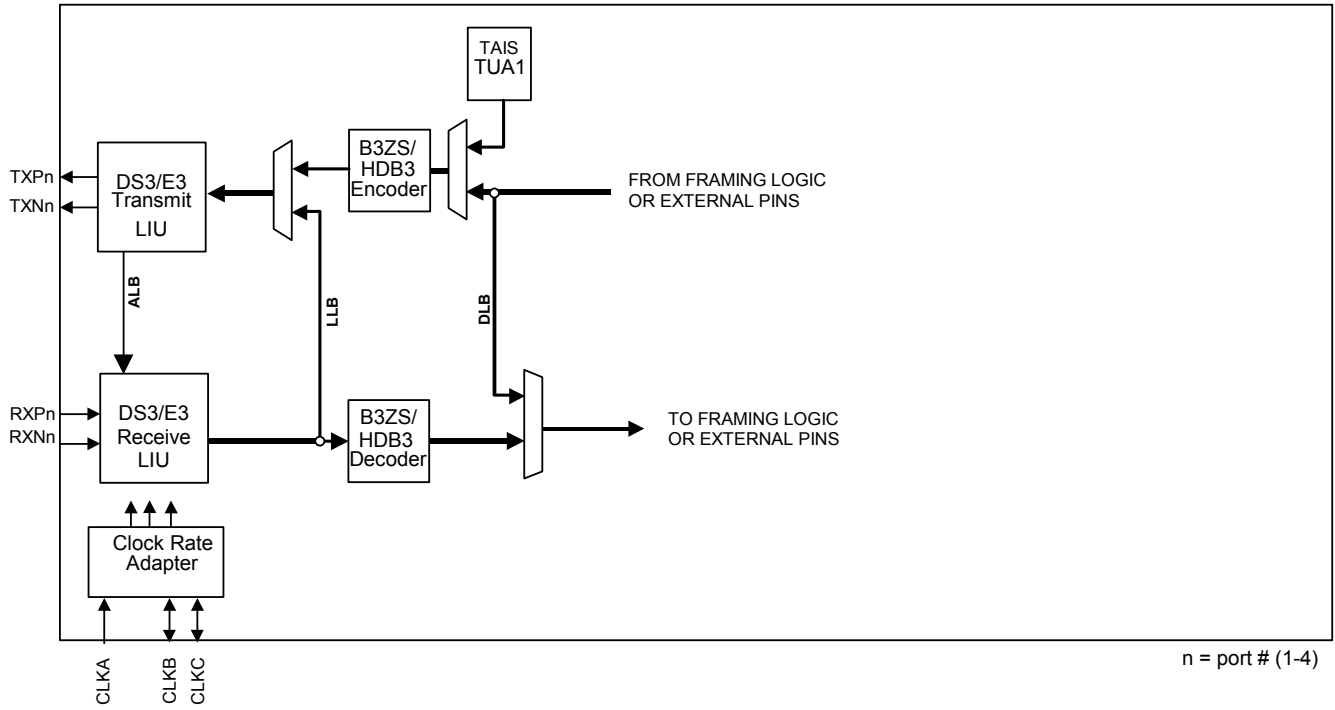 TAIS
TUA1
B3ZS/
HDB3
Encoder
TXPn
TXNn
DS3/E3
Transmit
LIU
FROM FRAMING LOGIC
OR EXTERNAL PINS
ALB
LLB
DLB
RXPn
RXNn
DS3/E3
Receive
LIU
B3ZS/
HDB3
Decoder
TO FRAMING LOGIC
OR EXTERNAL PINS
Clock Rate
Adapter
CLKA
CLKB
CLKC
n = port # (1-4)